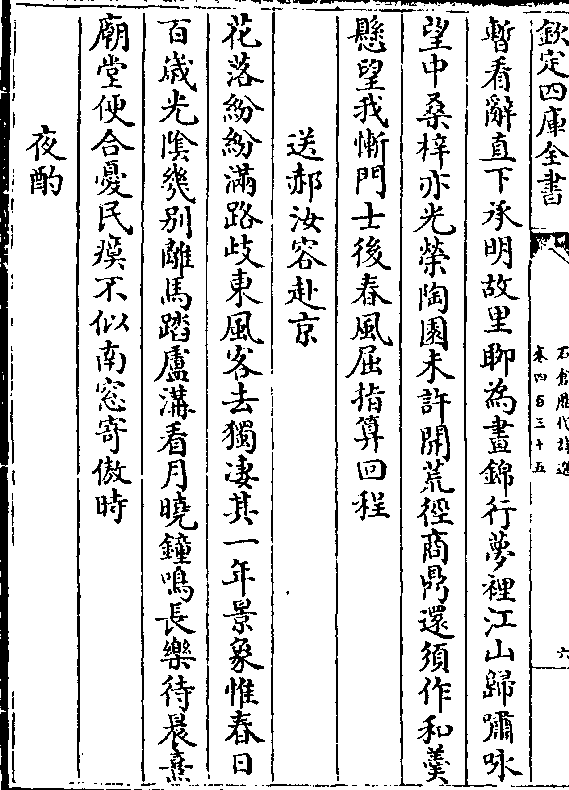 欽定四庫全書
石倉歷代詩選
卷四百三十五
六
暫看辭直下承明故里聊為晝錦行夢裡江山歸嘯咏
望中桑梓亦光榮陶園未許開荒徑商鼎還須作和羹
懸望我慚門士後春風屈指算回程
送郝汝容赴京
花落紛紛滿路歧東風客去獨淒其一年景象惟春日
百歲光陰幾別離馬踏盧溝看月曉鐘鳴長樂待晨熹
廟堂便合憂民瘼不似南窓寄傲時
夜酌